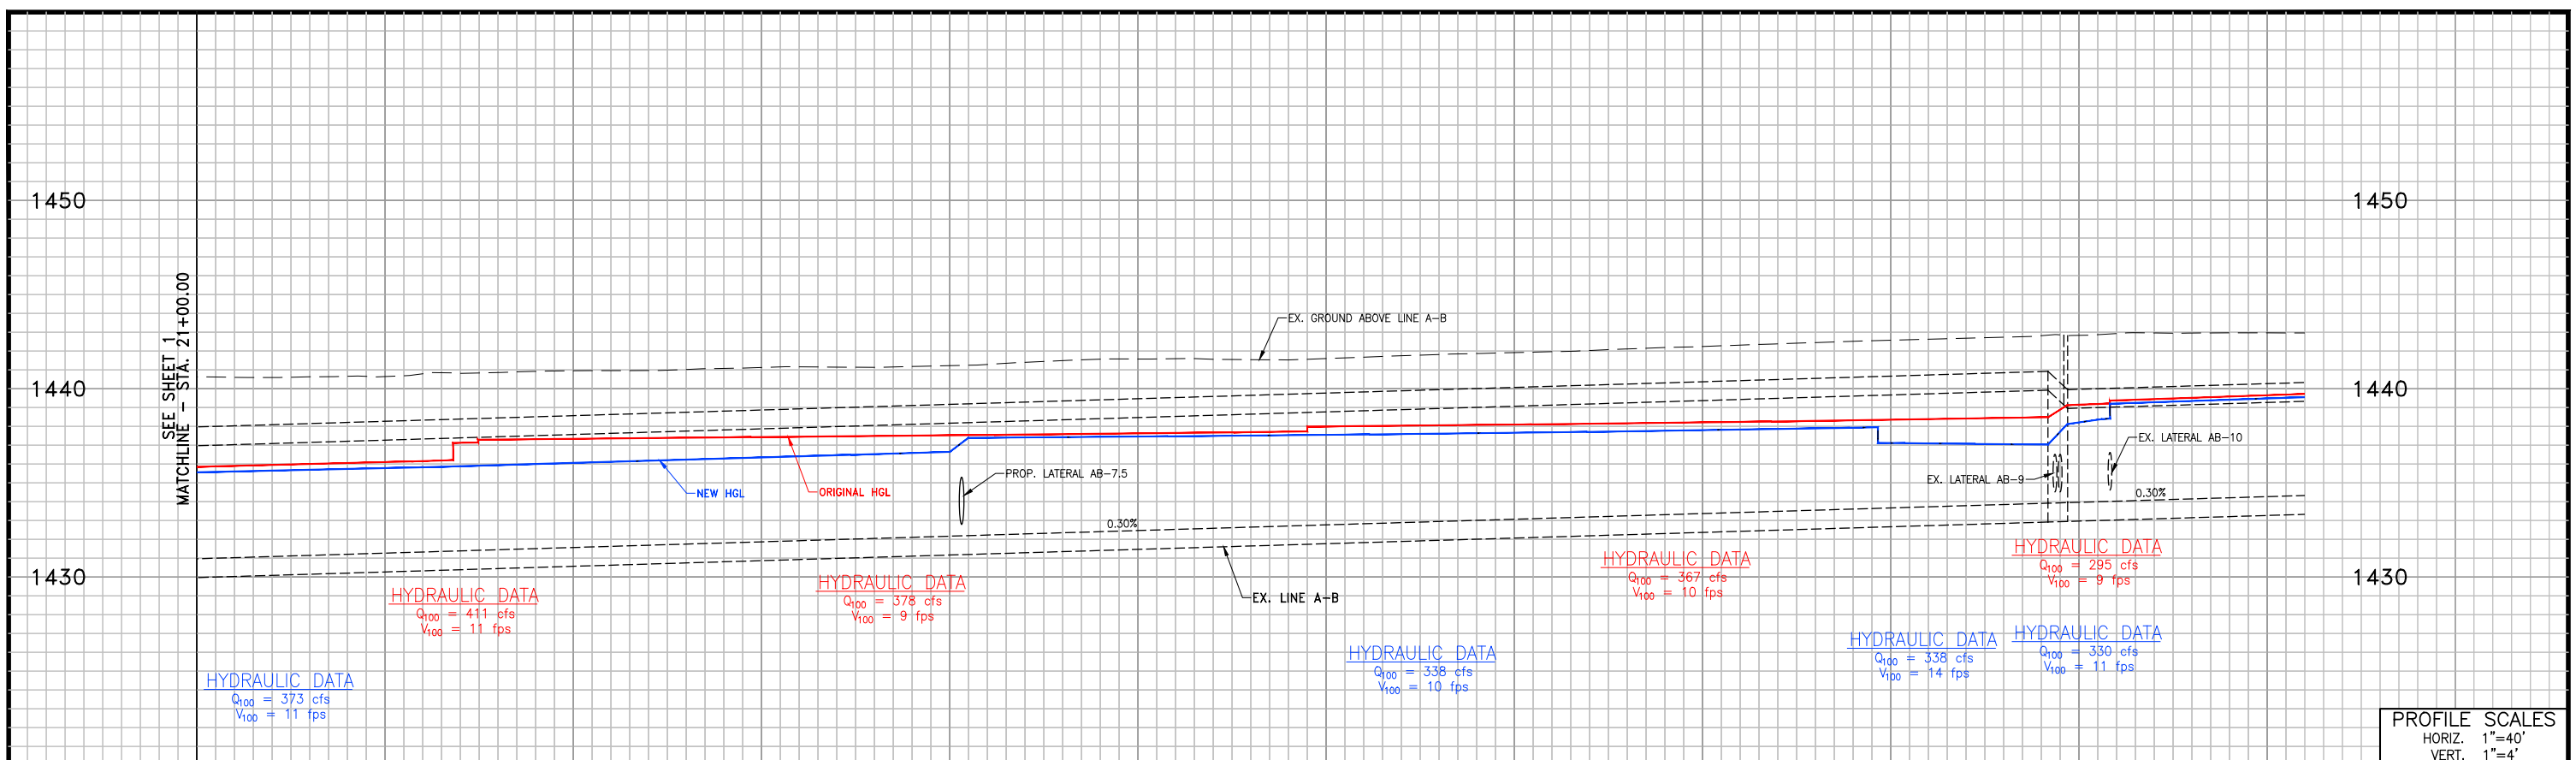 1450
1450
SEE SHEET 1
MATCHLINE – STA. 21+00.00
EX. GROUND ABOVE LINE A–B
1440
1440
EX. LATERAL AB–10
PROP. LATERAL AB–7.5
EX. LATERAL AB–9
NEW HGL
ORIGINAL HGL
0.30%
0.30%
1430
1430
EX. LINE A–B
HYDRAULIC DATA
Q100 = 411 cfs
V100 = 11 fps
HYDRAULIC DATA
Q100 = 378 cfs
V100 = 9 fps
HYDRAULIC DATA
Q100 = 367 cfs
V100 = 10 fps
HYDRAULIC DATA
Q100 = 295 cfs
V100 = 9 fps
HYDRAULIC DATA
Q100 = 373 cfs
V100 = 11 fps
HYDRAULIC DATA
Q100 = 338 cfs
V100 = 10 fps
HYDRAULIC DATA
Q100 = 338 cfs
V100 = 14 fps
HYDRAULIC DATA
Q100 = 330 cfs
V100 = 11 fps
PROFILE SCALES
HORIZ. 1"=40'
VERT. 1"=4'